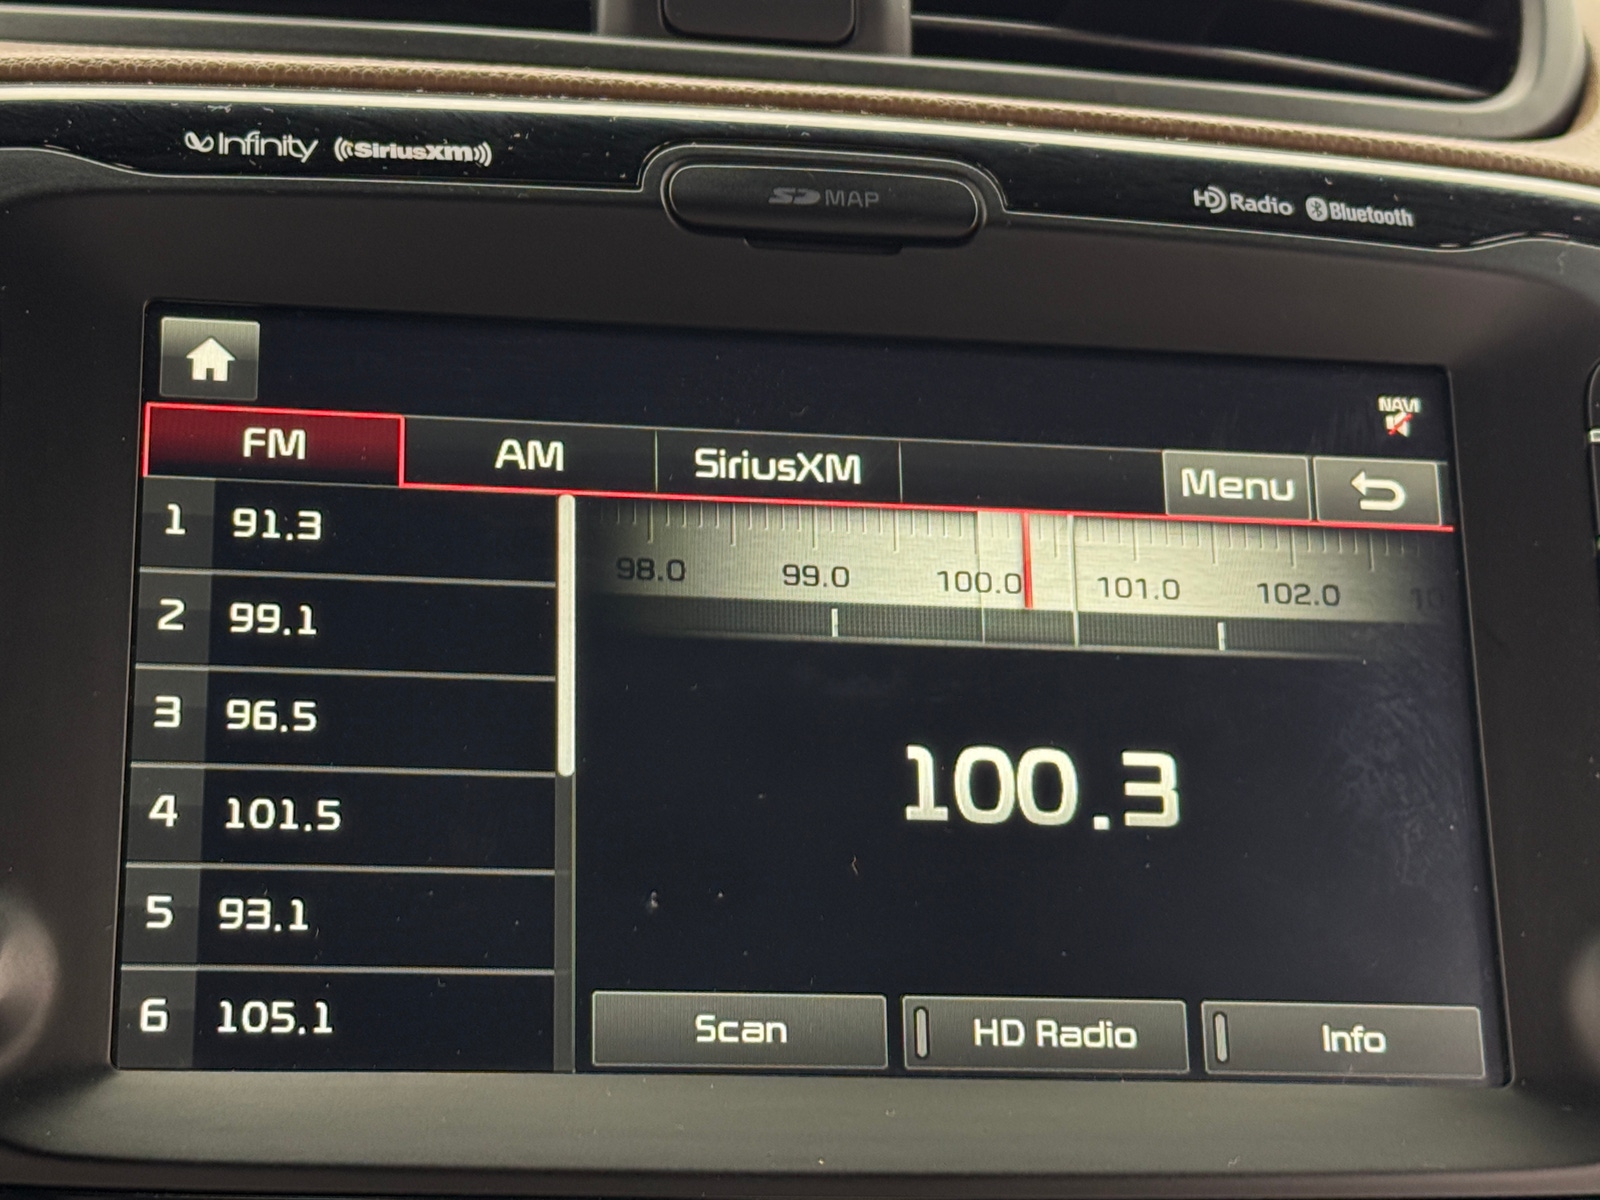 Infinity ((SiriusXM))
SD MAP
HD Radio Bluetooth
NAVI
FM AM SiriusXM Menu
1 91.3
2 99.1
3 96.5
4 101.5
5 93.1
6 105.1
98.0 99.0 100.0 101.0 102.0 10
100.3
Scan HD Radio Info